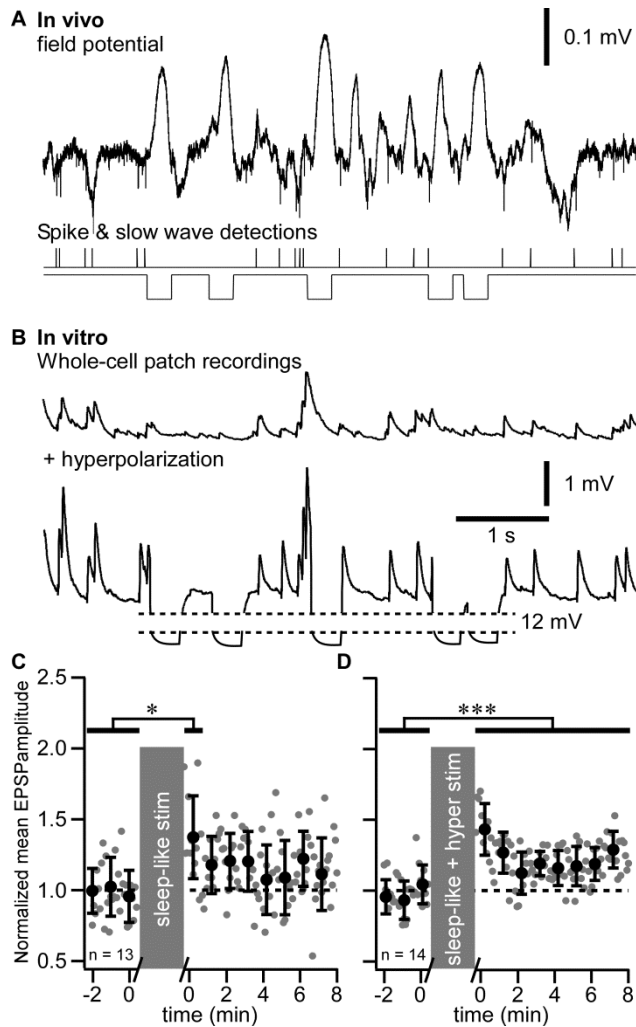 A In vivo
field potential
0.1 mV
Spike & slow wave detections
B In vitro
Whole-cell patch recordings
+ hyperpolarization
1 mV
1 s
12 mV
C
D
Normalized mean EPSPamplitude
2.5
2.0
1.5
1.0
0.5
*
sleep-like stim
n = 13
-2 0 0 2 4 6 8
time (min)
***
sleep-like + hyper stim
n = 14
-2 0 0 2 4 6 8
time (min)